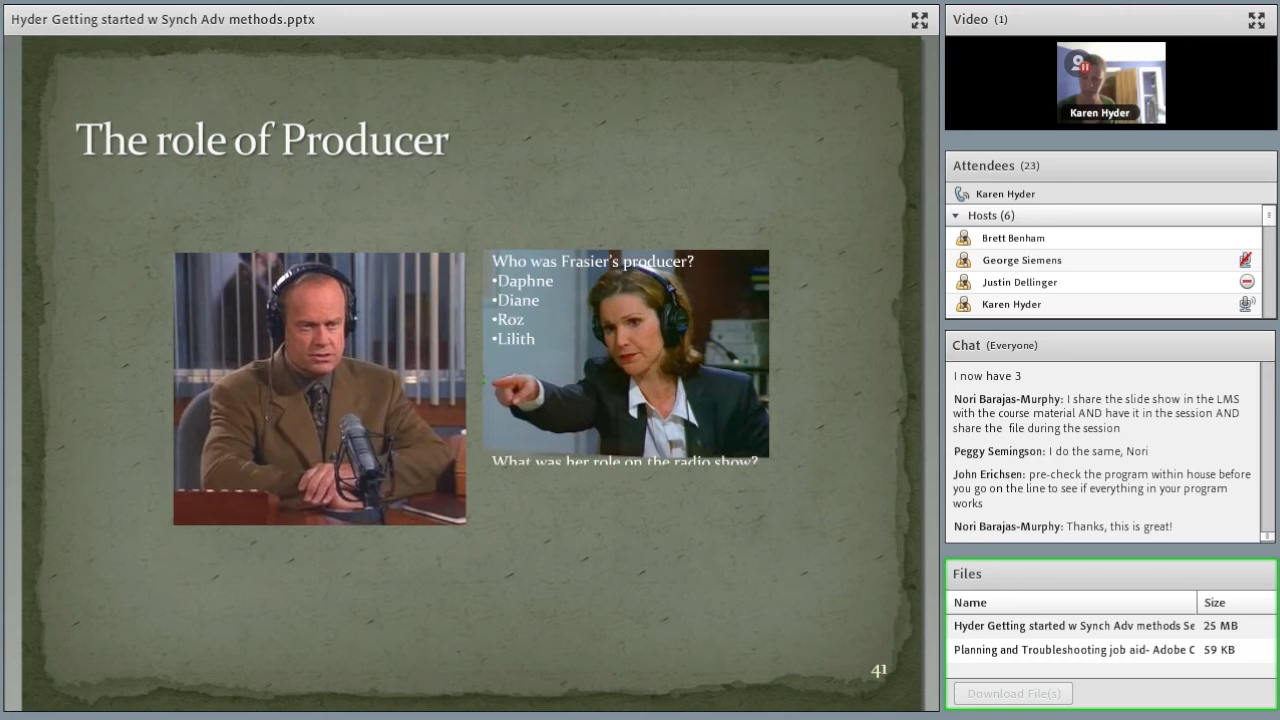 Hyder Getting started w Synch Adv methods.pptx
The role of Producer
Who was Frasier's producer?
•Daphne
•Diane
•Roz
•Lilith
What was her role on the radio show?
41
Video (1)
Karen Hyder
Attendees (23)
Karen Hyder
Hosts (6)
Brett Benham
George Siemens
Justin Dellinger
Karen Hyder
Chat (Everyone)
I now have 3
Nori Barajas-Murphy: I share the slide show in the LMS
with the course material AND have it in the session AND
share the file during the session
Peggy Semingson: I do the same, Nori
John Erichsen: pre-check the program within house before
you go on the line to see if everything in your program
works
Nori Barajas-Murphy: Thanks, this is great!
Files
Name Size
Hyder Getting started w Synch Adv methods Se 25 MB
Planning and Troubleshooting job aid- Adobe C 59 KB
Download File(s)